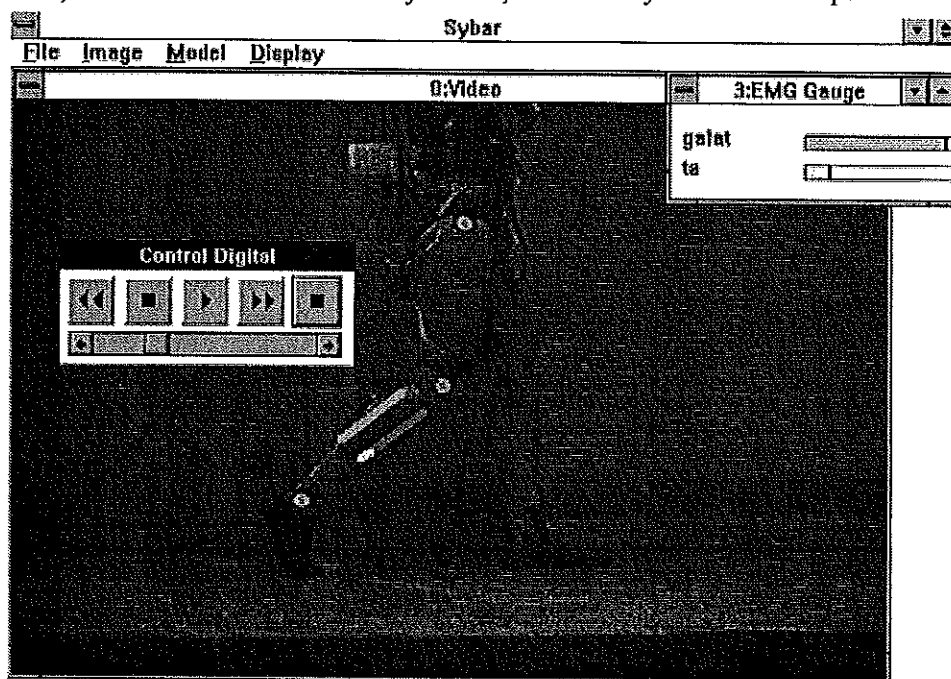 Sybar
File Image Model Display
0:Video
3:EMG Gauge
galat
ta
Control Digital